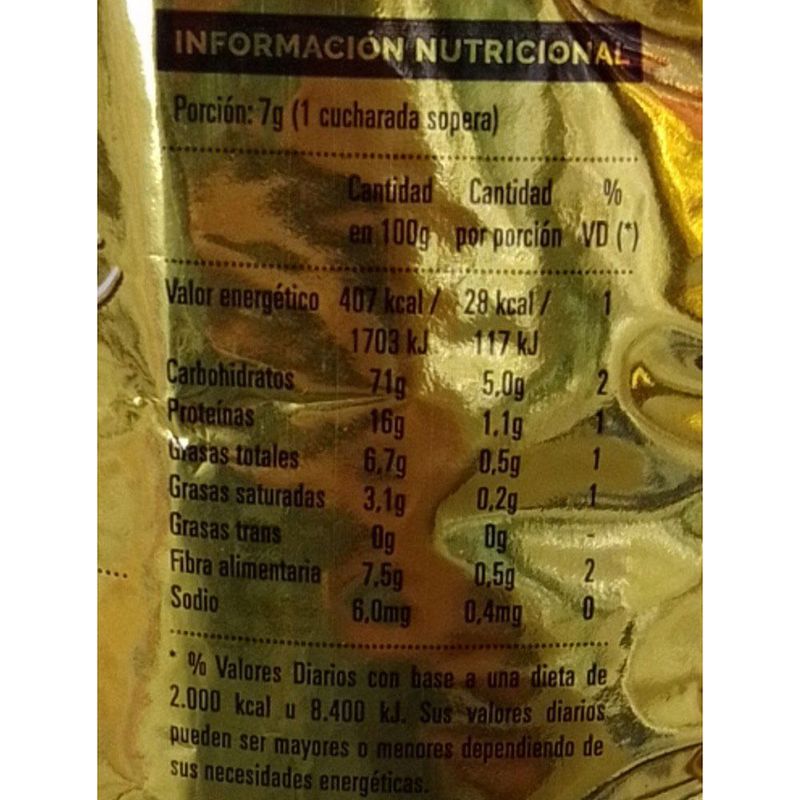 INFORMACIÓN NUTRICIONAL
Porción: 7g (1 cucharada sopera)
Cantidad Cantidad %
en 100g por porción VD (*)
Valor energético 407 kcal / 28 kcal / 1
1703 kJ 117 kJ
Carbohidratos 71g 5,0g 2
Proteínas 16g 1,1g 1
Grasas totales 6,7g 0,5g 1
Grasas saturadas 3,1g 0,2g 1
Grasas trans 0g 0g -
Fibra alimentaria 7,5g 0,5g 2
Sodio 6,0mg 0,4mg 0
* % Valores Diarios con base a una dieta de
2.000 kcal u 8.400 kJ. Sus valores diarios
pueden ser mayores o menores dependiendo de
sus necesidades energéticas.